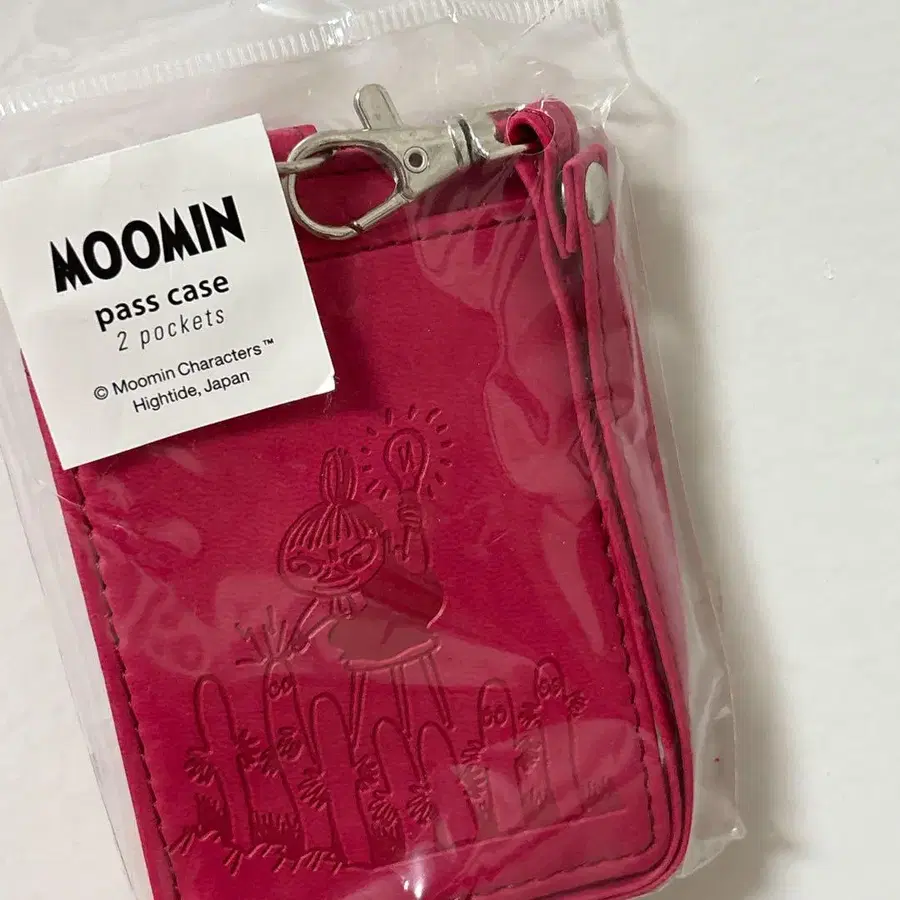 MOOMIN
pass case
2 pockets
© Moomin Characters™
Hightide, Japan